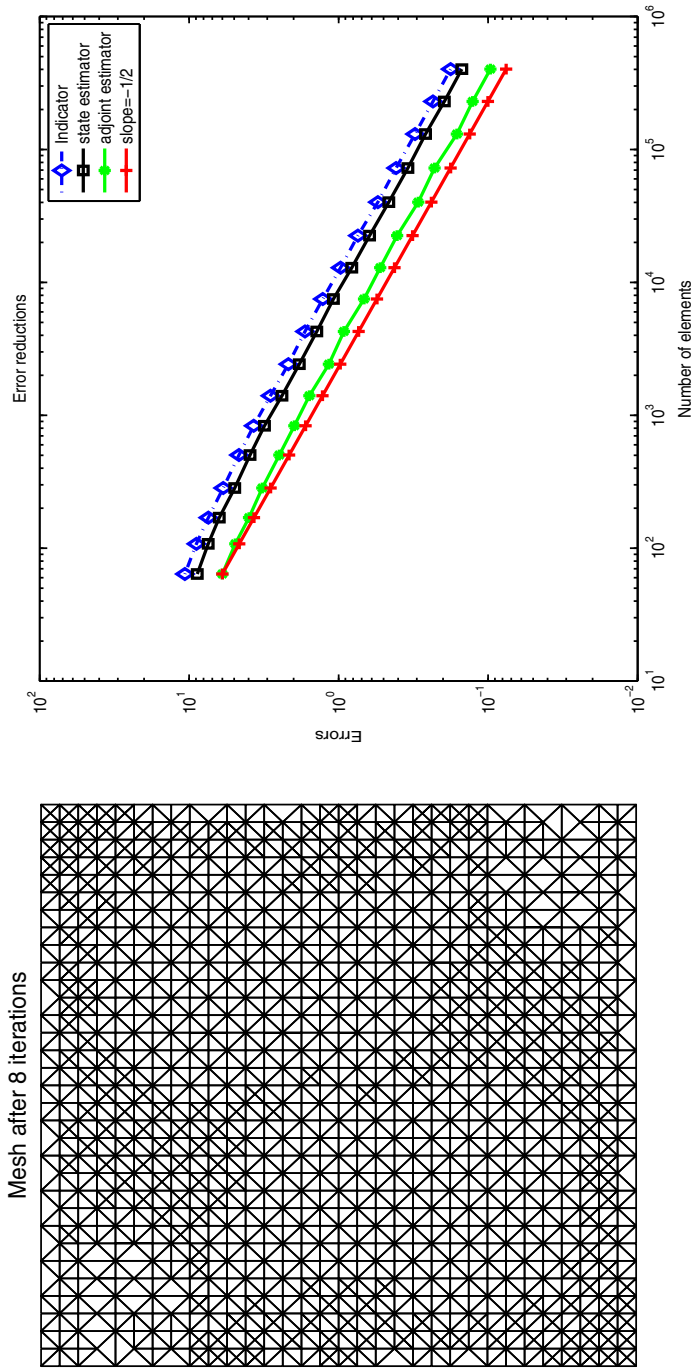 Mesh after 8 iterations
Error reductions
Indicator
state estimator
adjoint estimator
slope=−1/2
Errors
10^2
10^1
10^0
10^-1
10^-2
10^1
10^2
10^3
10^4
10^5
10^6
Number of elements